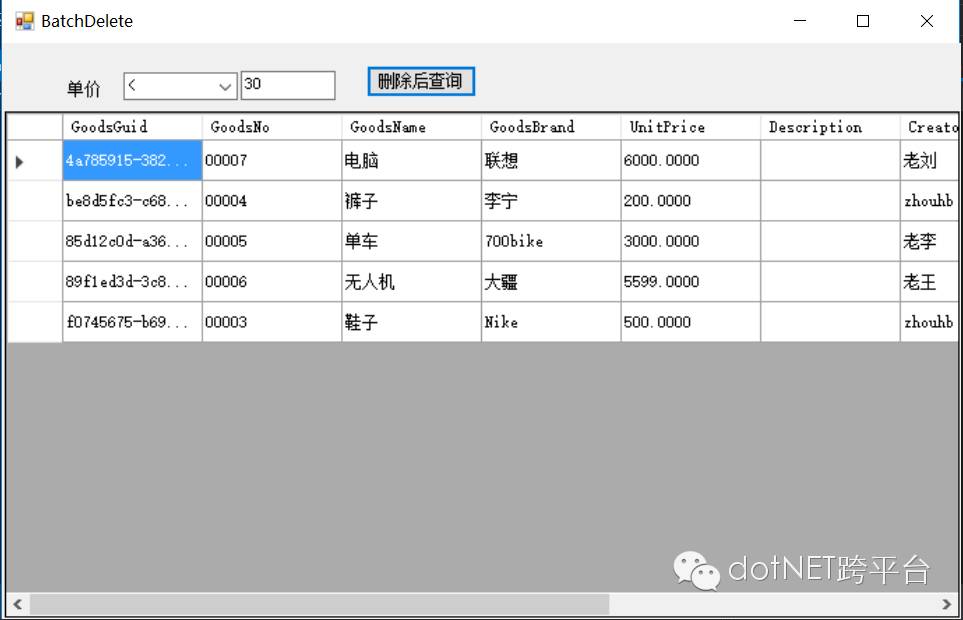 BatchDelete
单价 < 30 删除后查询
GoodsGuid GoodsNo GoodsName GoodsBrand UnitPrice Description Creato
4a785915-382... 00007 电脑 联想 6000.0000 老刘
be8d5fc3-c68... 00004 裤子 李宁 200.0000 zhouhb
85d12c0d-a36... 00005 单车 700bike 3000.0000 老李
89f1ed3d-3c8... 00006 无人机 大疆 5599.0000 老王
f0745675-b69... 00003 鞋子 Nike 500.0000 zhouhb
dotNET跨平台